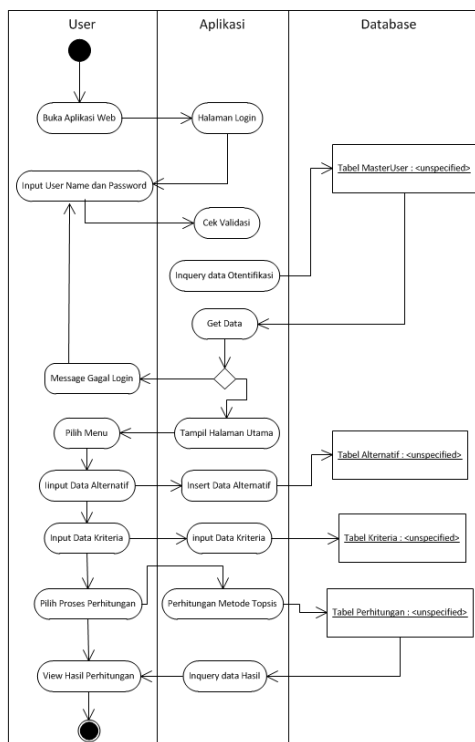 User
Aplikasi
Database
Buka Aplikasi Web
Halaman Login
Input User Name dan Password
Tabel MasterUser : <unspecified>
Cek Validasi
Inquery data Otentifikasi
Get Data
Message Gagal Login
Pilih Menu
Tampil Halaman Utama
Iinput Data Alternatif
Insert Data Alternatif
Tabel Alternatif : <unspecified>
Input Data Kriteria
input Data Kriteria
Tabel Kriteria : <unspecified>
Pilih Proses Perhitungan
Perhitungan Metode Topsis
Tabel Perhitungan : <unspecified>
View Hasil Perhitungan
Inquery data Hasil